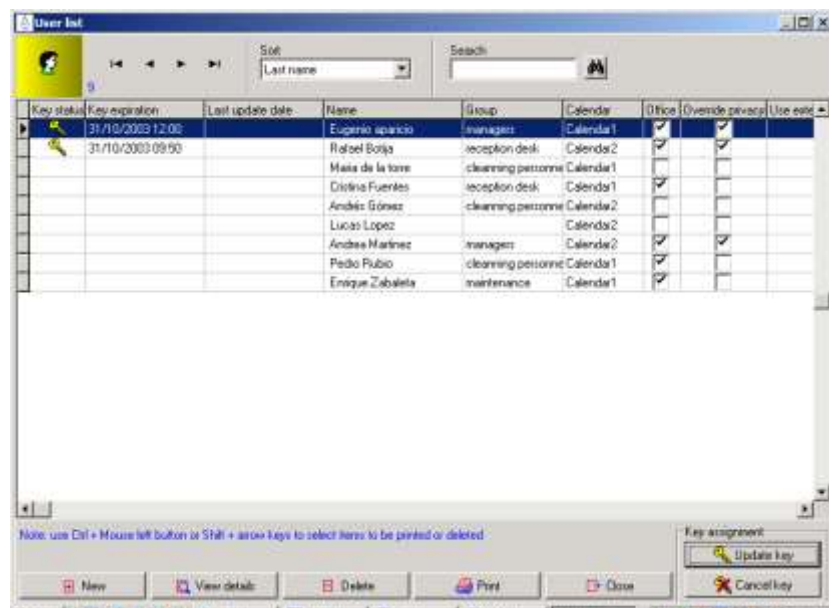 User list
Sort
Last name
Search
9
Key status Key expiration Last update date Name Group Calendar Office Override privacy Use exte
31/10/2003 12:00 Eugenio aparicio managers Calendar1
31/10/2003 09:50 Rafael Botija reception desk Calendar2
Maria de la torre cleanning personne Calendar1
Cristina Fuentes reception desk Calendar1
Andrés Gómez cleanning personne Calendar2
Lucas Lopez Calendar2
Andrea Martinez managers Calendar2
Pedro Rubio cleanning personne Calendar1
Enrique Zabaleta maintenance Calendar1
Note: use Ctrl + Mouse left button or Shift + arrow keys to select items to be printed or deleted
Key assignment
Update key
New View details Delete Print Close Cancel key